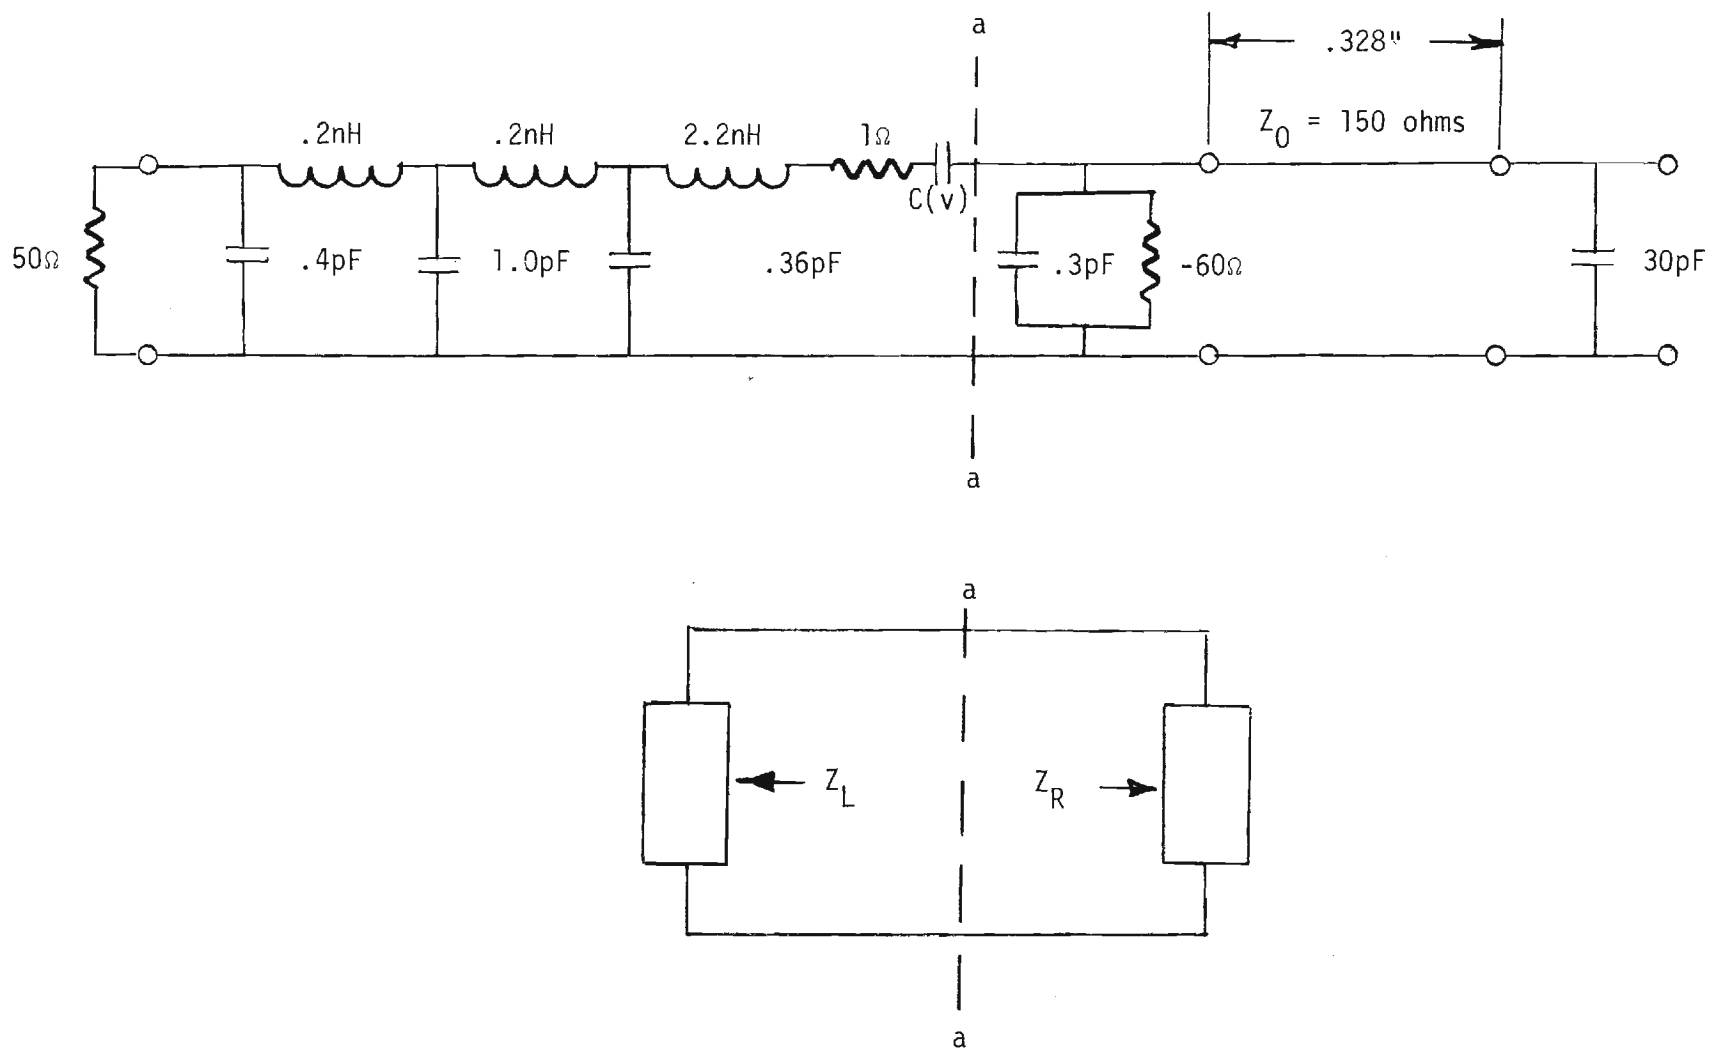 a
.328"
.2nH
.2nH
2.2nH
1Ω
Z0 = 150 ohms
C(v)
50Ω
.4pF
1.0pF
.36pF
.3pF
-60Ω
30pF
a
a
ZL
ZR
a